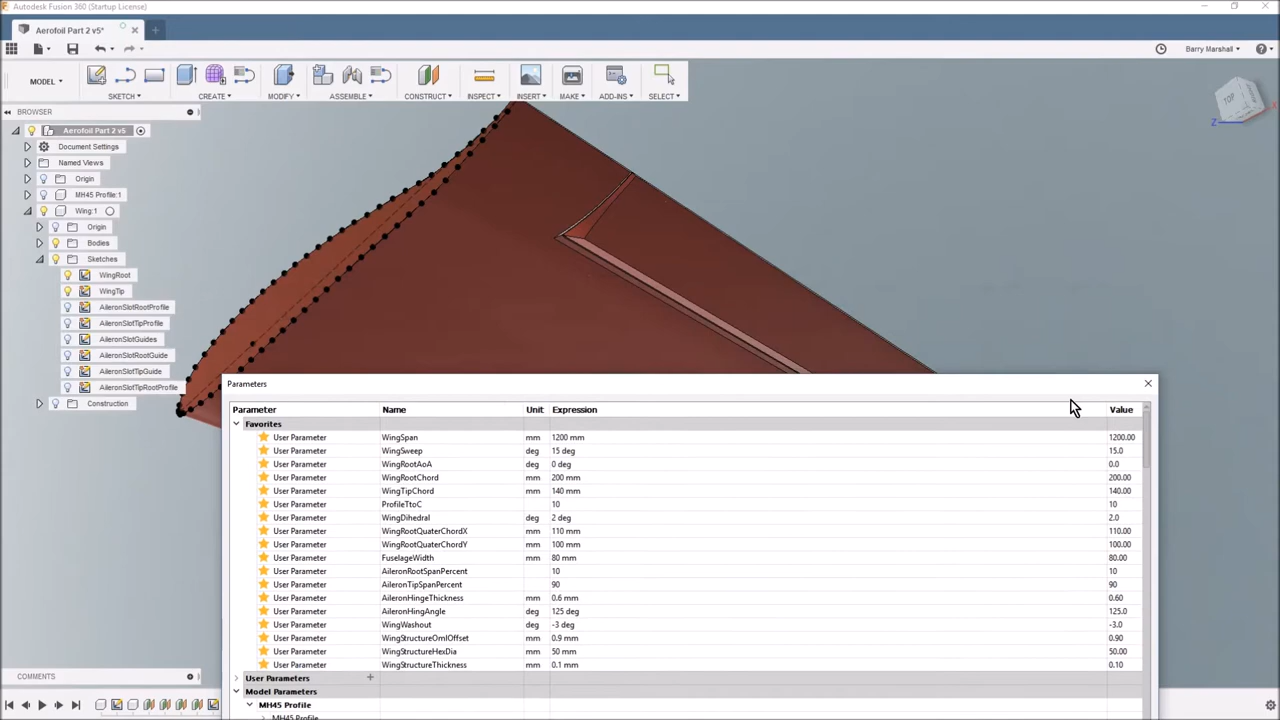 Autodesk Fusion 360 (Startup License)
Aerofoil Part 2 v5*
Barry Marshall
MODEL
SKETCH
CREATE
MODIFY
ASSEMBLE
CONSTRUCT
INSPECT
INSERT
MAKE
ADD-INS
SELECT
BROWSER
TOP
Z
Aerofoil Part 2 v5
Document Settings
Named Views
Origin
MH45 Profile:1
Wing:1
Origin
Bodies
Sketches
WingRoot
WingTip
AileronSlotRootProfile
AileronSlotTipProfile
AileronSlotGuides
AileronSlotRootGuide
AileronSlotTipGuide
AileronSlotTipRootProfile
Construction
Parameters
Parameter Name Unit Expression Value
Favorites
User Parameter WingSpan mm 1200 mm 1200.00
User Parameter WingSweep deg 15 deg 15.0
User Parameter WingRootAoA deg 0 deg 0.0
User Parameter WingRootChord mm 200 mm 200.00
User Parameter WingTipChord mm 140 mm 140.00
User Parameter ProfileTtoC 10 10
User Parameter WingDihedral deg 2 deg 2.0
User Parameter WingRootQuaterChordX mm 110 mm 110.00
User Parameter WingRootQuaterChordY mm 100 mm 100.00
User Parameter FuselageWidth mm 80 mm 80.00
User Parameter AileronRootSpanPercent 10 10
User Parameter AileronTipSpanPercent 90 90
User Parameter AileronHingeThickness mm 0.6 mm 0.60
User Parameter AileronHingAngle deg 125 deg 125.0
User Parameter WingWashout deg -3 deg -3.0
User Parameter WingStructureOmlOffset mm 0.9 mm 0.90
User Parameter WingStructureHexDia mm 50 mm 50.00
User Parameter WingStructureThickness mm 0.1 mm 0.10
User Parameters +
Model Parameters
MH45 Profile
MH45 Profile
COMMENTS